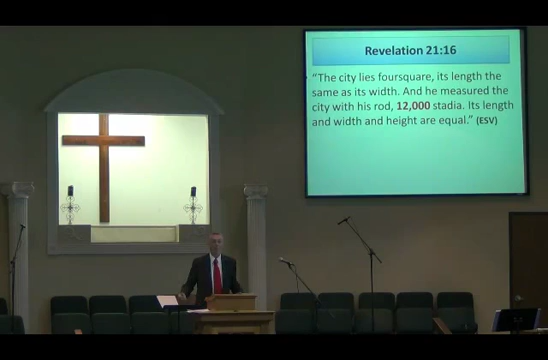 Revelation 21:16
“The city lies foursquare, its length the
same as its width. And he measured the
city with his rod, 12,000 stadia. Its length
and width and height are equal.” (ESV)